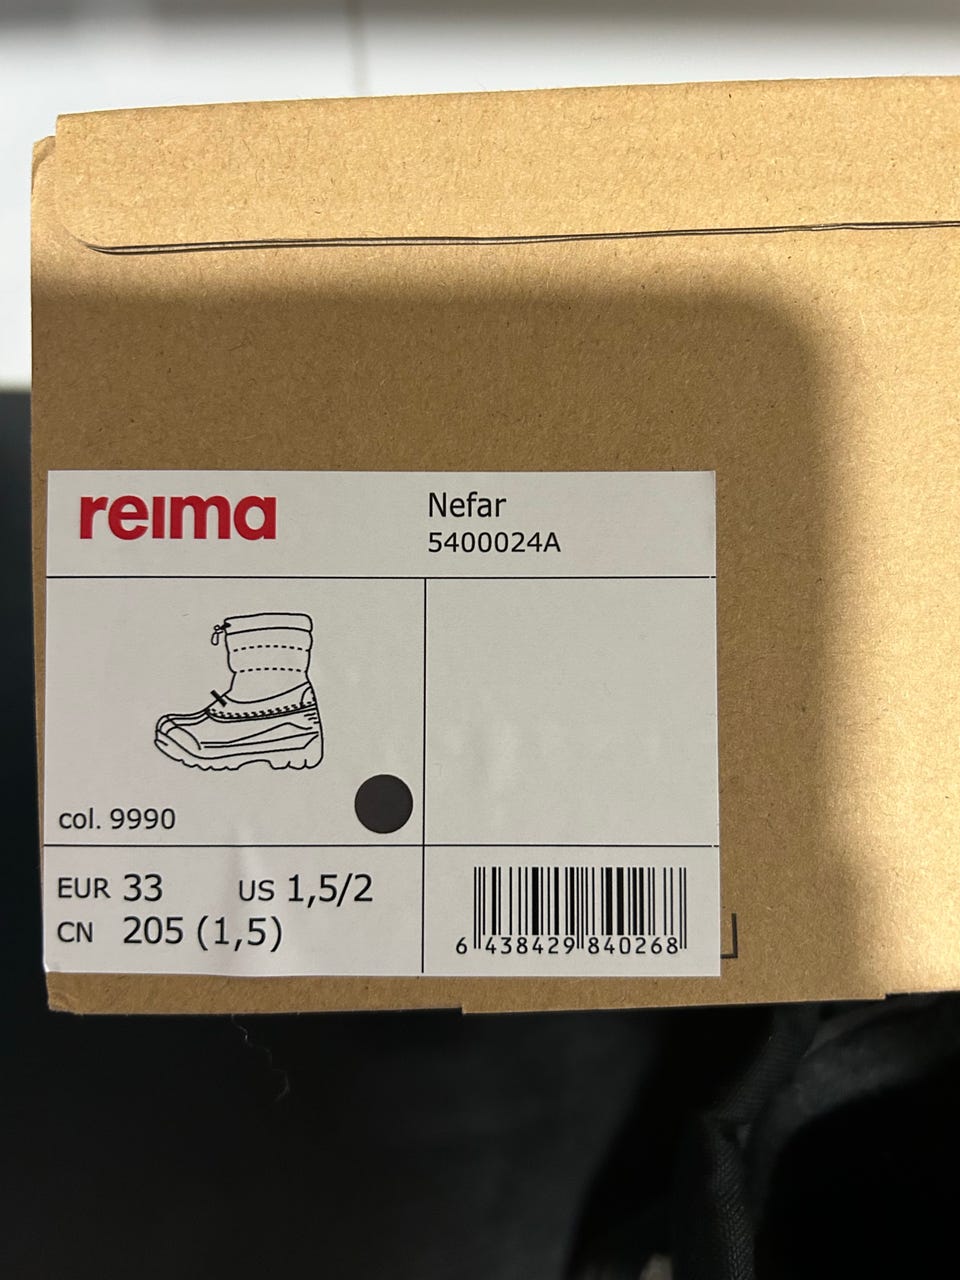 reima
Nefar
5400024A
col. 9990
EUR 33 US 1,5/2
CN 205 (1,5)
6 438429 840268